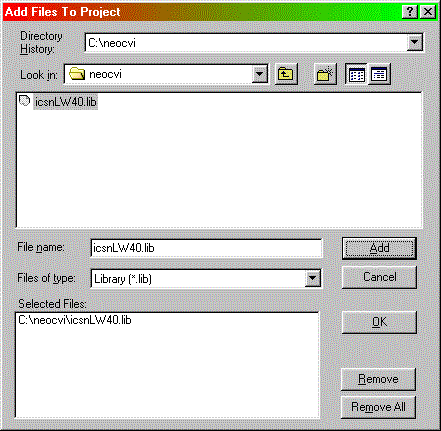 Add Files To Project
Directory
History:
C:\neocvi
Look in:
neocvi
icsnLW40.lib
File name:
icsnLW40.lib
Add
Files of type:
Library (*.lib)
Cancel
Selected Files:
C:\neocvi\icsnLW40.lib
OK
Remove
Remove All